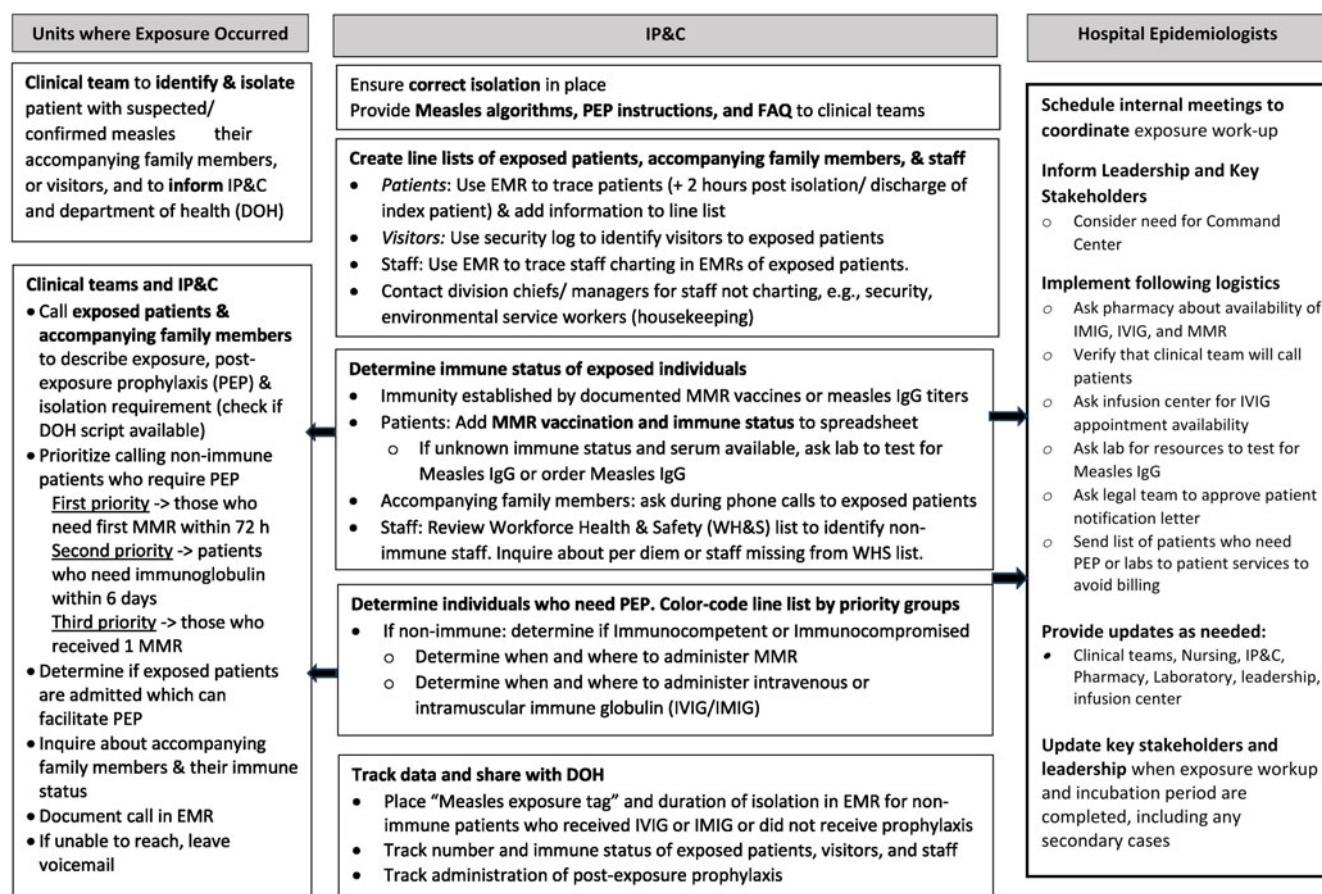 Units where Exposure Occurred
Clinical team to identify & isolate
patient with suspected/
confirmed measles their
accompanying family members,
or visitors, and to inform IP&C
and department of health (DOH)
Clinical teams and IP&C
• Call exposed patients &
accompanying family members
to describe exposure, post-
exposure prophylaxis (PEP) &
isolation requirement (check if
DOH script available)
• Prioritize calling non-immune
patients who require PEP
First priority -> those who
need first MMR within 72 h
Second priority -> patients
who need immunoglobulin
within 6 days
Third priority -> those who
received 1 MMR
• Determine if exposed patients
are admitted which can
facilitate PEP
• Inquire about accompanying
family members & their immune
status
• Document call in EMR
• If unable to reach, leave
voicemail
IP&C
Ensure correct isolation in place
Provide Measles algorithms, PEP instructions, and FAQ to clinical teams
Create line lists of exposed patients, accompanying family members, & staff
• Patients: Use EMR to trace patients (+ 2 hours post isolation/ discharge of
index patient) & add information to line list
• Visitors: Use security log to identify visitors to exposed patients
• Staff: Use EMR to trace staff charting in EMRs of exposed patients.
• Contact division chiefs/ managers for staff not charting, e.g., security,
environmental service workers (housekeeping)
Determine immune status of exposed individuals
• Immunity established by documented MMR vaccines or measles IgG titers
• Patients: Add MMR vaccination and immune status to spreadsheet
o If unknown immune status and serum available, ask lab to test for
Measles IgG or order Measles IgG
• Accompanying family members: ask during phone calls to exposed patients
• Staff: Review Workforce Health & Safety (WH&S) list to identify non-
immune staff. Inquire about per diem or staff missing from WHS list.
Determine individuals who need PEP. Color-code line list by priority groups
• If non-immune: determine if Immunocompetent or Immunocompromised
o Determine when and where to administer MMR
o Determine when and where to administer intravenous or
intramuscular immune globulin (IVIG/IMIG)
Track data and share with DOH
• Place “Measles exposure tag” and duration of isolation in EMR for non-
immune patients who received IVIG or IMIG or did not receive prophylaxis
• Track number and immune status of exposed patients, visitors, and staff
• Track administration of post-exposure prophylaxis
Hospital Epidemiologists
Schedule internal meetings to
coordinate exposure work-up
Inform Leadership and Key
Stakeholders
o Consider need for Command
Center
Implement following logistics
o Ask pharmacy about availability of
IMIG, IVIG, and MMR
o Verify that clinical team will call
patients
o Ask infusion center for IVIG
appointment availability
o Ask lab for resources to test for
Measles IgG
o Ask legal team to approve patient
notification letter
o Send list of patients who need
PEP or labs to patient services to
avoid billing
Provide updates as needed:
• Clinical teams, Nursing, IP&C,
Pharmacy, Laboratory, leadership,
infusion center
Update key stakeholders and
leadership when exposure workup
and incubation period are
completed, including any
secondary cases